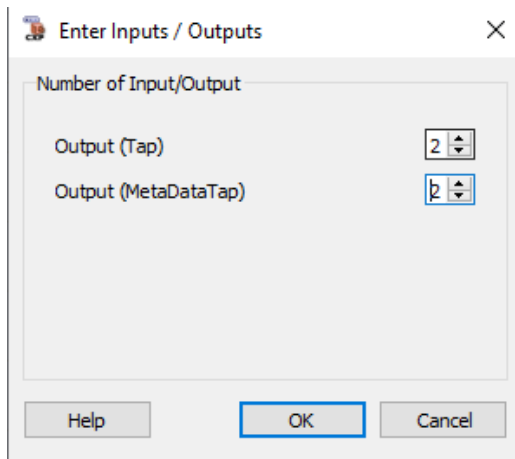 Enter Inputs / Outputs
Number of Input/Output
Output (Tap) 2
Output (MetaDataTap) 2
Help OK Cancel